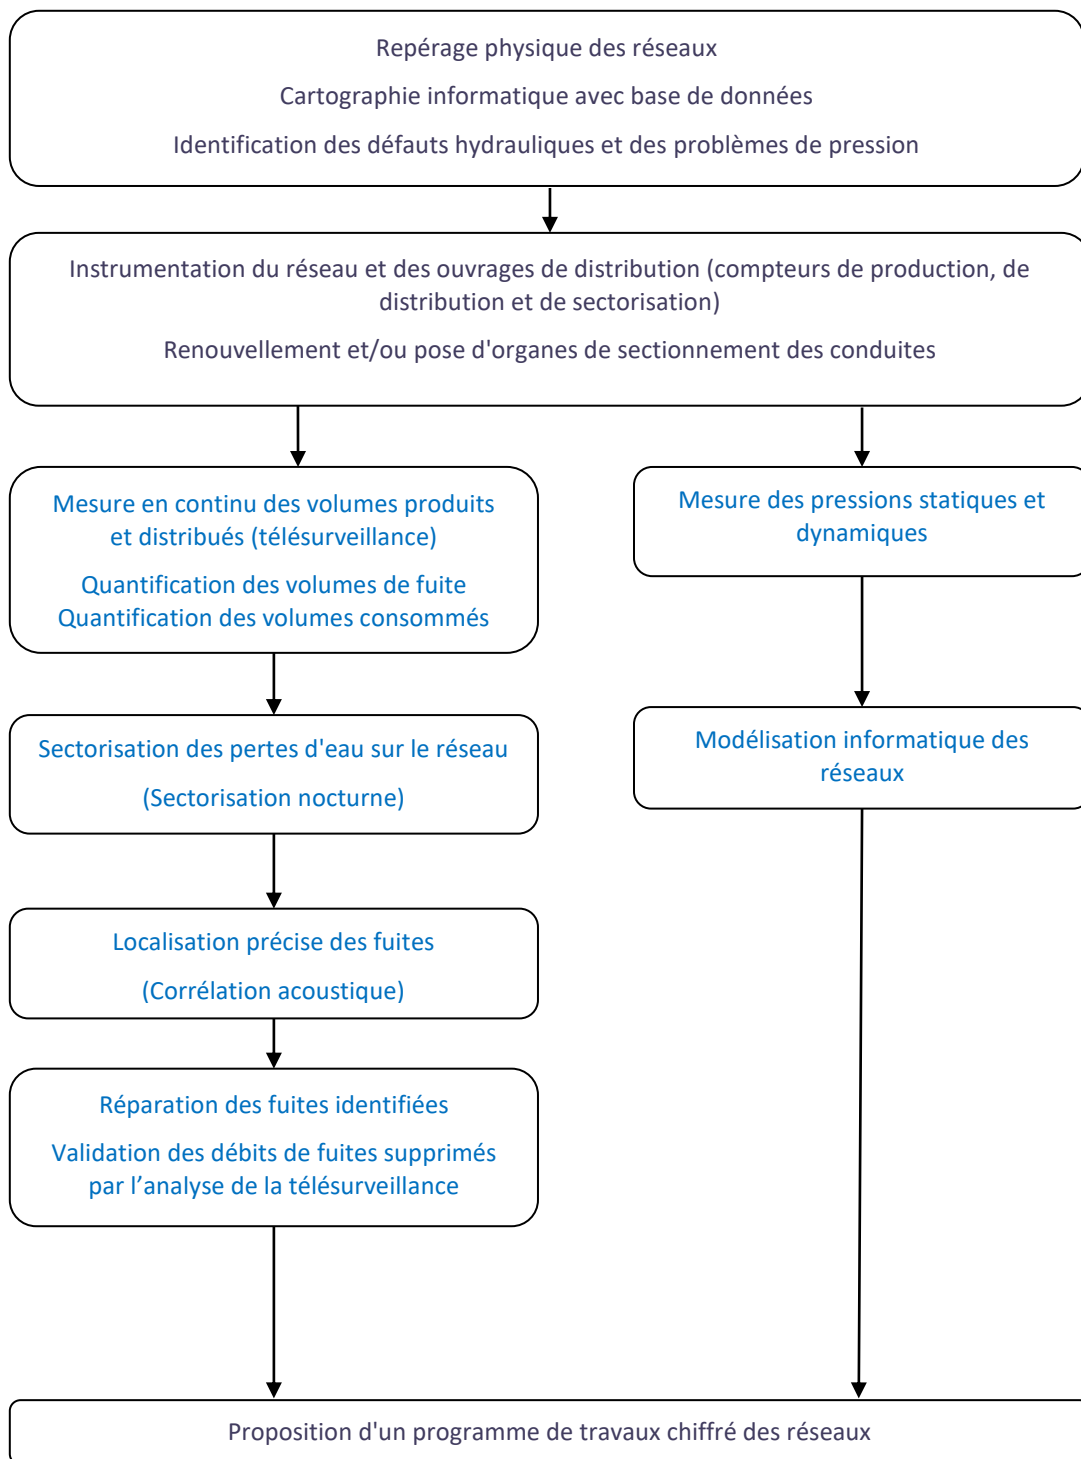 Repérage physique des réseaux
Cartographie informatique avec base de données
Identification des défauts hydrauliques et des problèmes de pression
Instrumentation du réseau et des ouvrages de distribution (compteurs de production, de
distribution et de sectorisation)
Renouvellement et/ou pose d'organes de sectionnement des conduites
Mesure en continu des volumes produits
et distribués (télésurveillance)
Quantification des volumes de fuite
Quantification des volumes consommés
Mesure des pressions statiques et
dynamiques
Sectorisation des pertes d'eau sur le réseau
(Sectorisation nocturne)
Modélisation informatique des
réseaux
Localisation précise des fuites
(Corrélation acoustique)
Réparation des fuites identifiées
Validation des débits de fuites supprimés
par l’analyse de la télésurveillance
Proposition d'un programme de travaux chiffré des réseaux